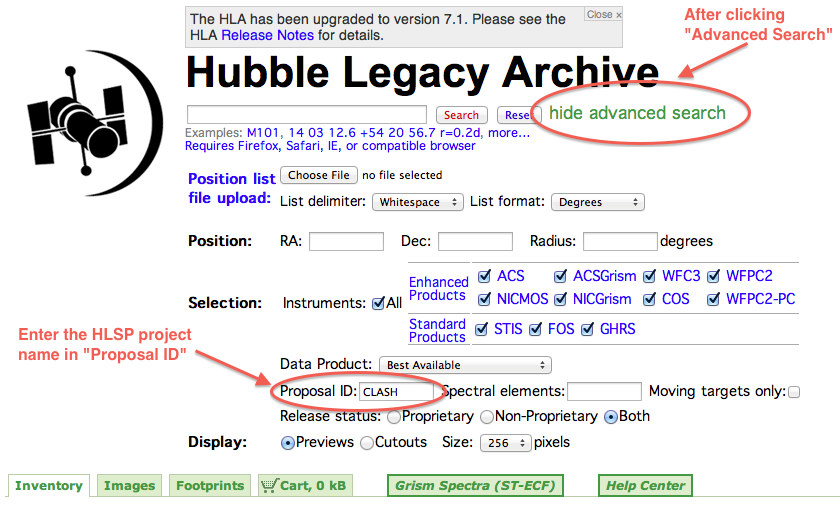 The HLA has been upgraded to version 7.1. Please see the
HLA Release Notes for details.
Close ×
After clicking
"Advanced Search"
Hubble Legacy Archive
Search Reset hide advanced search
Examples: M101, 14 03 12.6 +54 20 56.7 r=0.2d, more...
Requires Firefox, Safari, IE, or compatible browser
Position list
file upload:
Choose File no file selected
List delimiter: Whitespace List format: Degrees
Position: RA: Dec: Radius: degrees
Selection: Instruments: All
Enhanced
Products
ACS ACSGrism WFC3 WFPC2
NICMOS NICGrism COS WFPC2-PC
Standard
Products
STIS FOS GHRS
Enter the HLSP project
name in "Proposal ID"
Data Product: Best Available
Proposal ID: CLASH Spectral elements: Moving targets only:
Release status: Proprietary Non-Proprietary Both
Display: Previews Cutouts Size: 256 pixels
Inventory Images Footprints Cart, 0 kB Grism Spectra (ST-ECF) Help Center